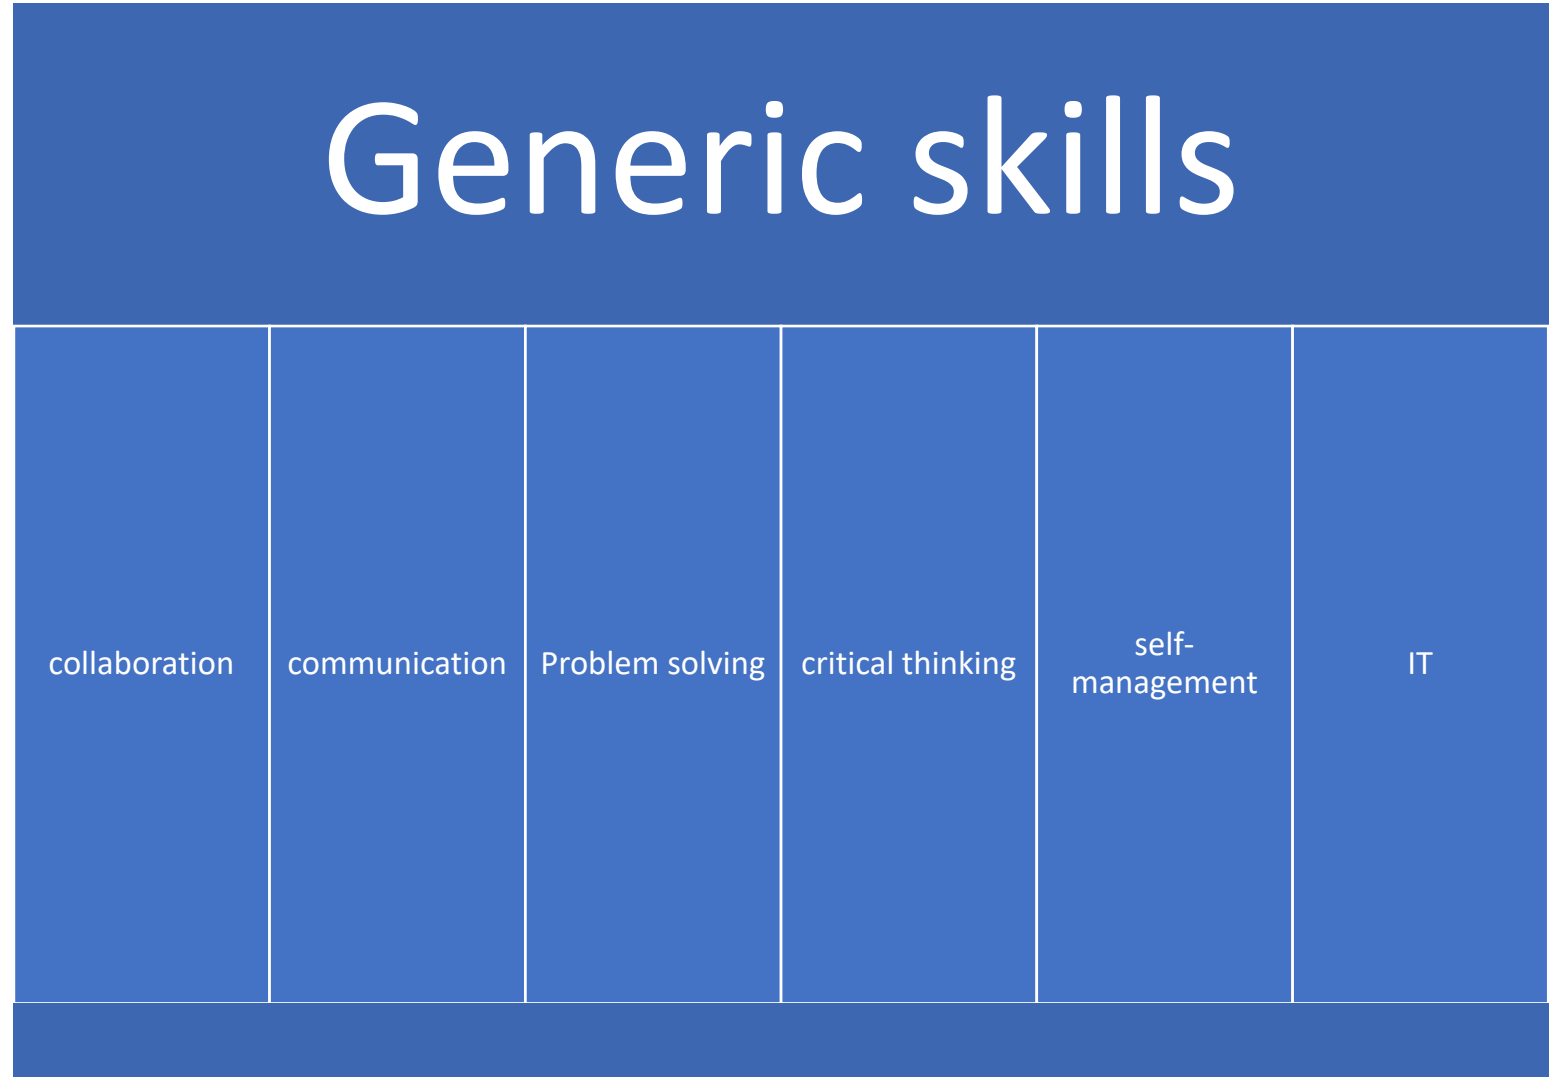 Generic skills
collaboration
communication
Problem solving
critical thinking
self-
management
IT